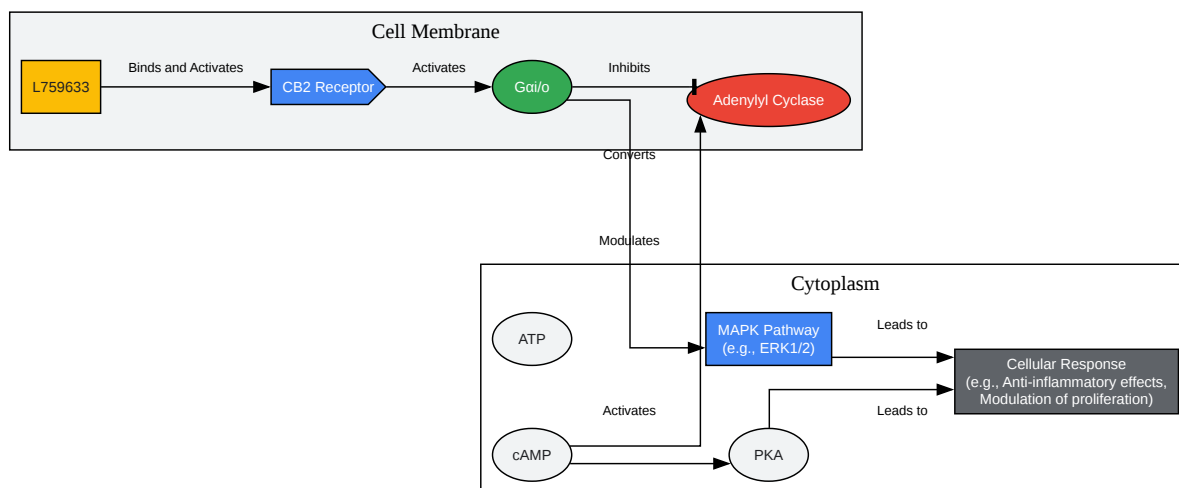 Cell Membrane
L759633
Binds and Activates
CB2 Receptor
Activates
Gαi/o
Inhibits
Adenylyl Cyclase
Converts
Modulates
Cytoplasm
ATP
MAPK Pathway
(e.g., ERK1/2)
Leads to
Cellular Response
(e.g., Anti-inflammatory effects,
Modulation of proliferation)
Activates
Leads to
cAMP
PKA